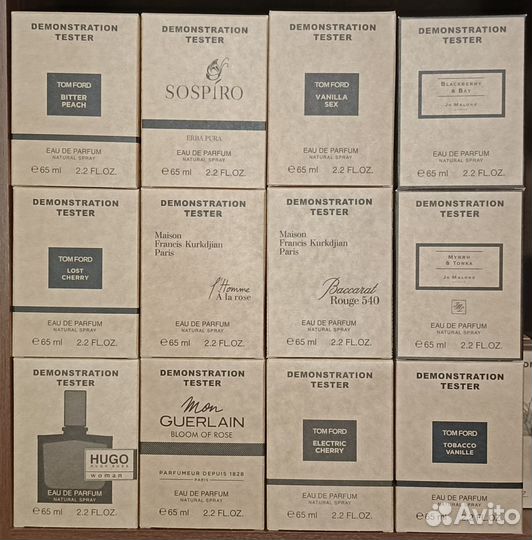 DEMONSTRATION
TESTER
TOM FORD
BITTER
PEACH
EAU DE PARFUM
NATURAL SPRAY
℮ 65 ml 2.2 FL.OZ.
DEMONSTRATION
TESTER
SOSPIRO
ERBA PURA
EAU DE PARFUM
NATURAL SPRAY
℮ 65 ml 2.2 FL.OZ.
DEMONSTRATION
TESTER
TOM FORD
VANILLA
SEX
EAU DE PARFUM
NATURAL SPRAY
℮ 65 ml 2.2 FL.OZ.
DEMONSTRATION
TESTER
BLACKBERRY
& BAY
JO MALONE
EAU DE PARFUM
NATURAL SPRAY
℮ 65 ml 2.2 FL.OZ.
DEMONSTRATION
TESTER
TOM FORD
LOST
CHERRY
EAU DE PARFUM
NATURAL SPRAY
℮ 65 ml 2.2 FL.OZ.
DEMONSTRATION
TESTER
Maison
Francis Kurkdjian
Paris
l'Homme
A la rose
EAU DE PARFUM
NATURAL SPRAY
℮ 65 ml 2.2 FL.OZ.
DEMONSTRATION
TESTER
Maison
Francis Kurkdjian
Paris
Baccarat
Rouge 540
EAU DE PARFUM
NATURAL SPRAY
℮ 65 ml 2.2 FL.OZ.
DEMONSTRATION
TESTER
MYRRH
& TONKA
JO MALONE
EAU DE PARFUM
NATURAL SPRAY
℮ 65 ml 2.2 FL.OZ.
DEMONSTRATION
TESTER
HUGO
HUGO BOSS
woman
EAU DE PARFUM
NATURAL SPRAY
℮ 65 ml 2.2 FL.OZ.
DEMONSTRATION
TESTER
Mon
GUERLAIN
BLOOM OF ROSE
PARFUMEUR DEPUIS 1828
PARIS
EAU DE PARFUM
NATURAL SPRAY
℮ 65 ml 2.2 FL.OZ.
DEMONSTRATION
TESTER
TOM FORD
ELECTRIC
CHERRY
EAU DE PARFUM
NATURAL SPRAY
℮ 65 ml 2.2 FL.OZ.
DEMONSTRATION
TESTER
TOM FORD
TOBACCO
VANILLE
EAU DE PARFUM
NATURAL SPRAY
℮ 65 ml 2.2 FL.OZ.
Avito